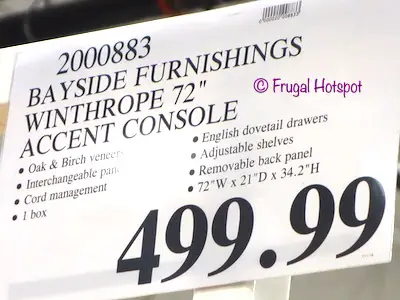 2000883
BAYSIDE FURNISHINGS
WINTHROPE 72"
ACCENT CONSOLE
© Frugal Hotspot
• Oak & Birch veneer
• Interchangeable
• Cord management
• 1 box
• English dovetail drawers
• Adjustable shelves
• Removable back panel
• 72"W x 21"D x 34.2"H
499.99